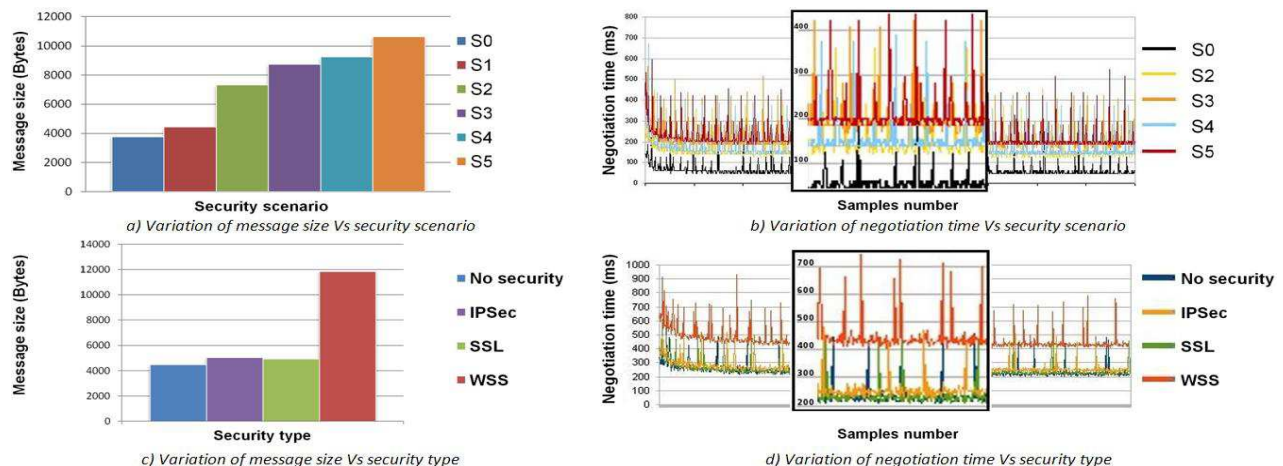 Message size (Bytes)
12000
10000
8000
6000
4000
2000
0
S0
S1
S2
S3
S4
S5
Security scenario
a) Variation of message size Vs security scenario
Negotiation time (ms)
800
700
600
500
400
300
200
100
0
400
300
200
100
S0
S2
S3
S4
S5
Samples number
b) Variation of negotiation time Vs security scenario
Message size (Bytes)
14000
12000
10000
8000
6000
4000
2000
0
No security
IPSec
SSL
WSS
Security type
c) Variation of message size Vs security type
Negotiation time (ms)
1000
900
800
700
600
500
400
300
200
100
0
700
600
500
400
300
200
No security
IPSec
SSL
WSS
Samples number
d) Variation of negotiation time Vs security type